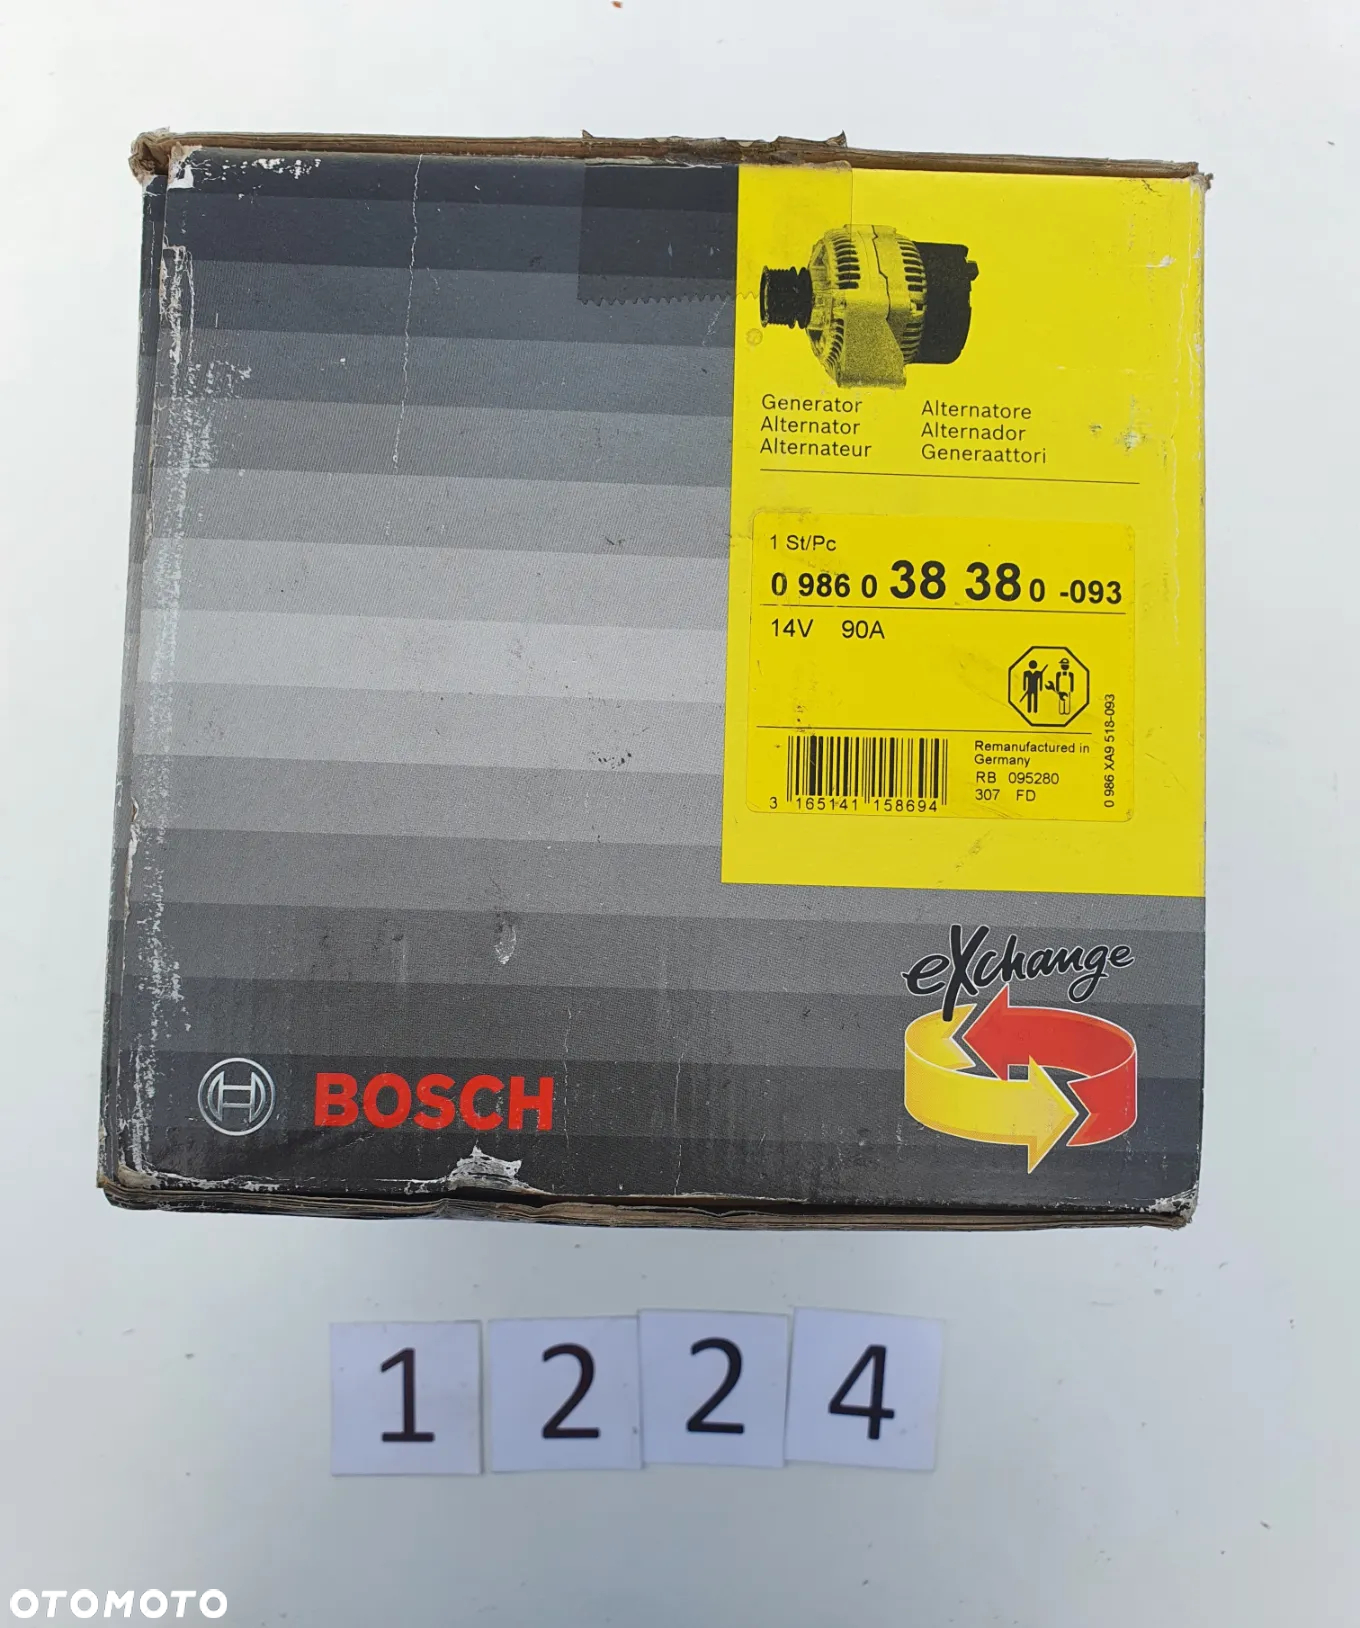 Generator
Alternator
Alternateur
Alternatore
Alternador
Generaattori
1 St/Pc
0 986 0 38 38 0 -093
14V 90A
0 986 XA9 518-093
Remanufactured in
Germany
RB 095280
307 FD
3 165141 158694
eXchange
BOSCH
1 2 2 4
OTOMOTO